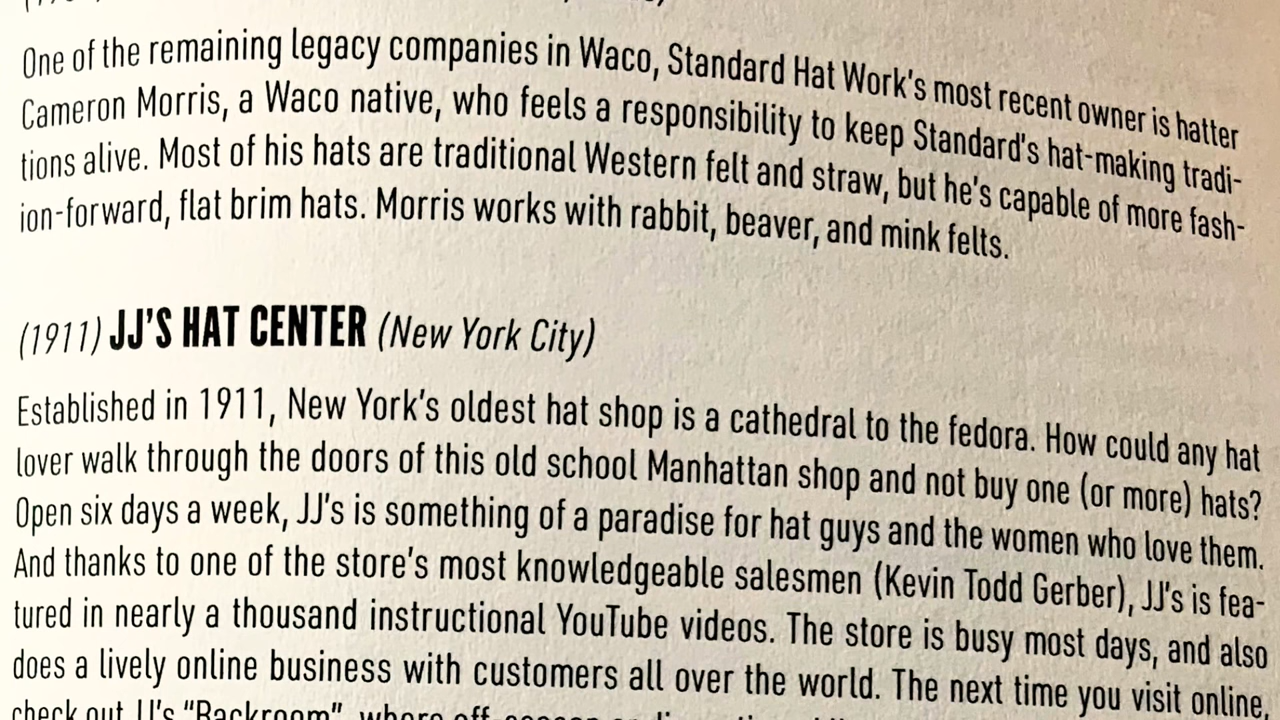 One of the remaining legacy companies in Waco, Standard Hat Work's most recent owner is hatter
Cameron Morris, a Waco native, who feels a responsibility to keep Standard's hat-making tradi-
tions alive. Most of his hats are traditional Western felt and straw, but he's capable of more fash-
ion-forward, flat brim hats. Morris works with rabbit, beaver, and mink felts.
(1911) JJ'S HAT CENTER (New York City)
Established in 1911, New York's oldest hat shop is a cathedral to the fedora. How could any hat
lover walk through the doors of this old school Manhattan shop and not buy one (or more) hats?
Open six days a week, JJ's is something of a paradise for hat guys and the women who love them.
And thanks to one of the store's most knowledgeable salesmen (Kevin Todd Gerber), JJ's is fea-
tured in nearly a thousand instructional YouTube videos. The store is busy most days, and also
does a lively online business with customers all over the world. The next time you visit online,
check out JJ's "Backroom", where off-season